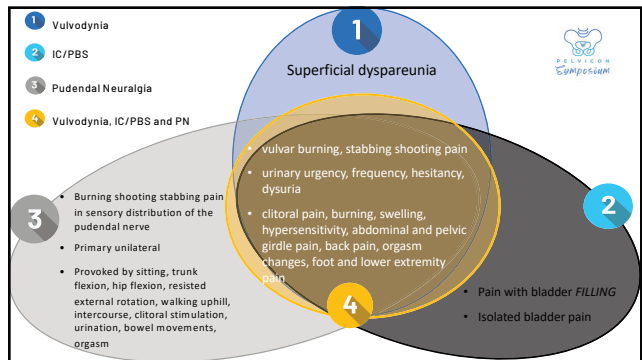 1 Vulvodynia
2 IC/PBS
3 Pudendal Neuralgia
4 Vulvodynia, IC/PBS and PN
1
Superficial dyspareunia
PELVICON
Symposium
• vulvar burning, stabbing shooting pain
• urinary urgency, frequency, hesitancy,
dysuria
• clitoral pain, burning, swelling,
hypersensitivity, abdominal and pelvic
girdle pain, back pain, orgasm
changes, foot and lower extremity
pain
3
• Burning shooting stabbing pain
in sensory distribution of the
pudendal nerve
• Primary unilateral
• Provoked by sitting, trunk
flexion, hip flexion, resisted
external rotation, walking uphill,
intercourse, clitoral stimulation,
urination, bowel movements,
orgasm
2
4
• Pain with bladder FILLING
• Isolated bladder pain